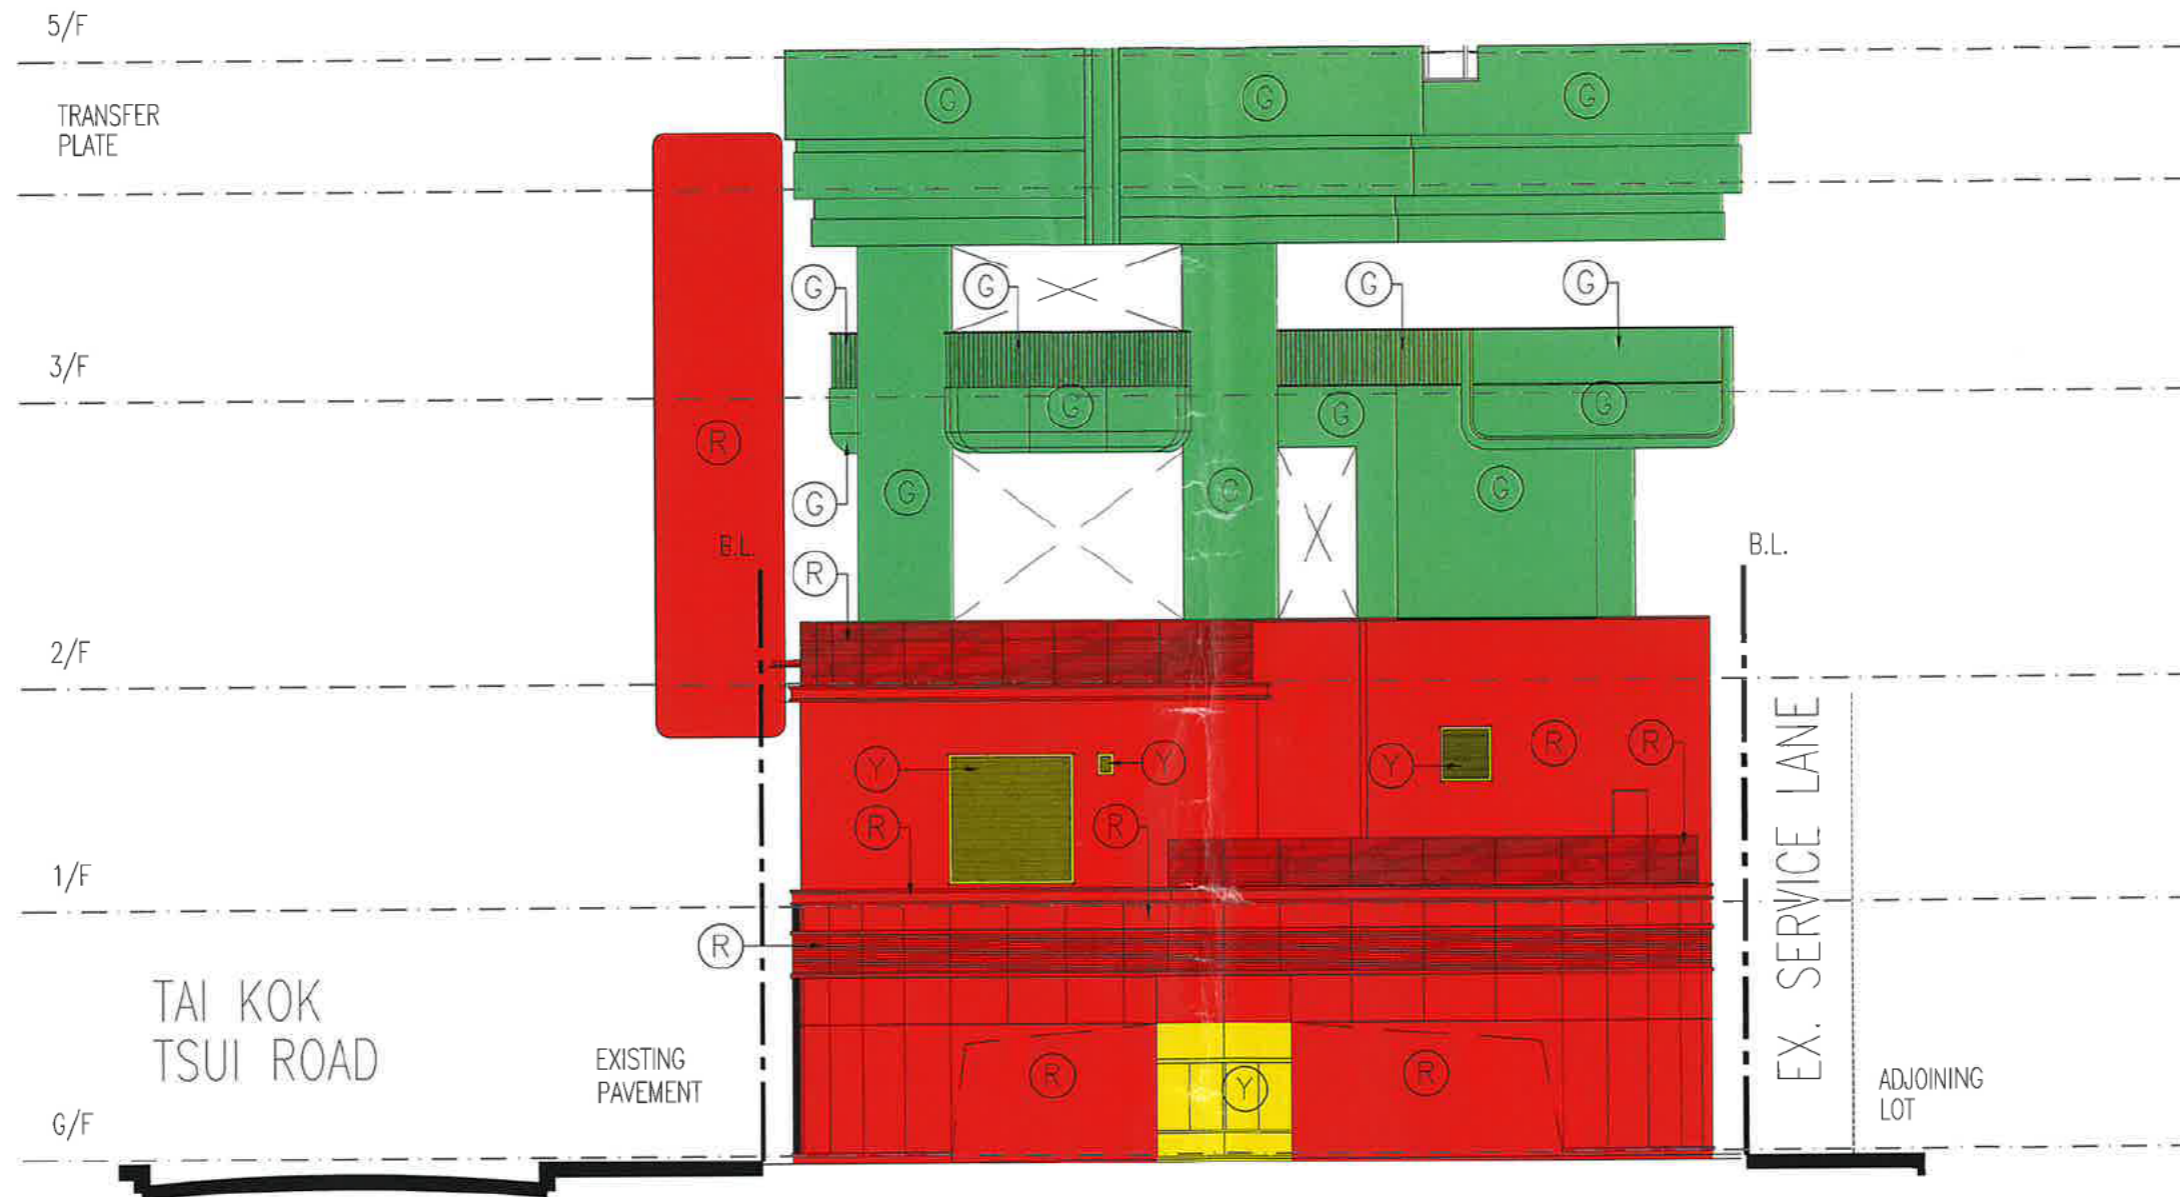 5/F
TRANSFER
PLATE
G
G
G
G
G
G
G
3/F
G
G
G
R
G
G
G
G
B.L.
B.L.
R
2/F
Y
Y
Y
R
R
R
R
1/F
R
EX. SERVICE LANE
TAI KOK
TSUI ROAD
EXISTING
PAVEMENT
R
Y
R
ADJOINING
LOT
G/F